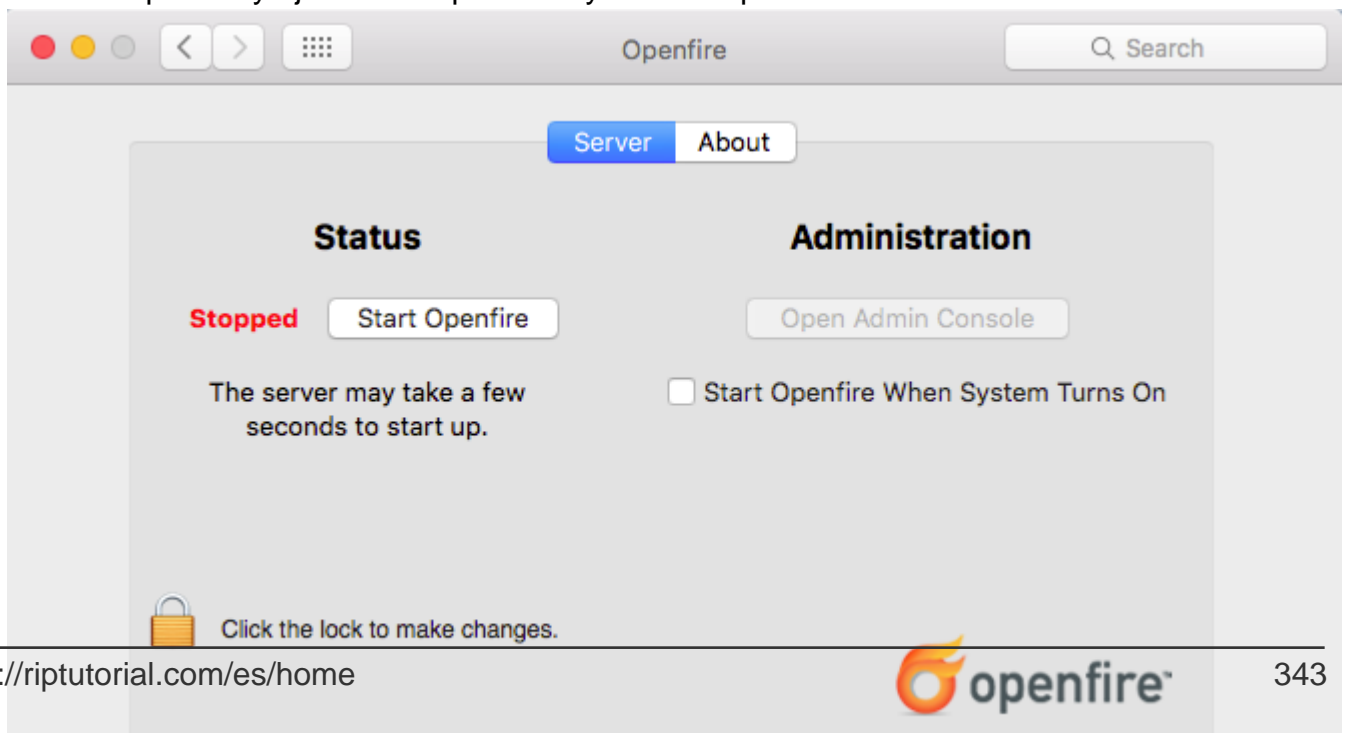 Openfire
Search
Server
About
Status
Administration
Stopped
Start Openfire
Open Admin Console
The server may take a few
seconds to start up.
Start Openfire When System Turns On
Click the lock to make changes.
://riptutorial.com/es/home
openfire™
343